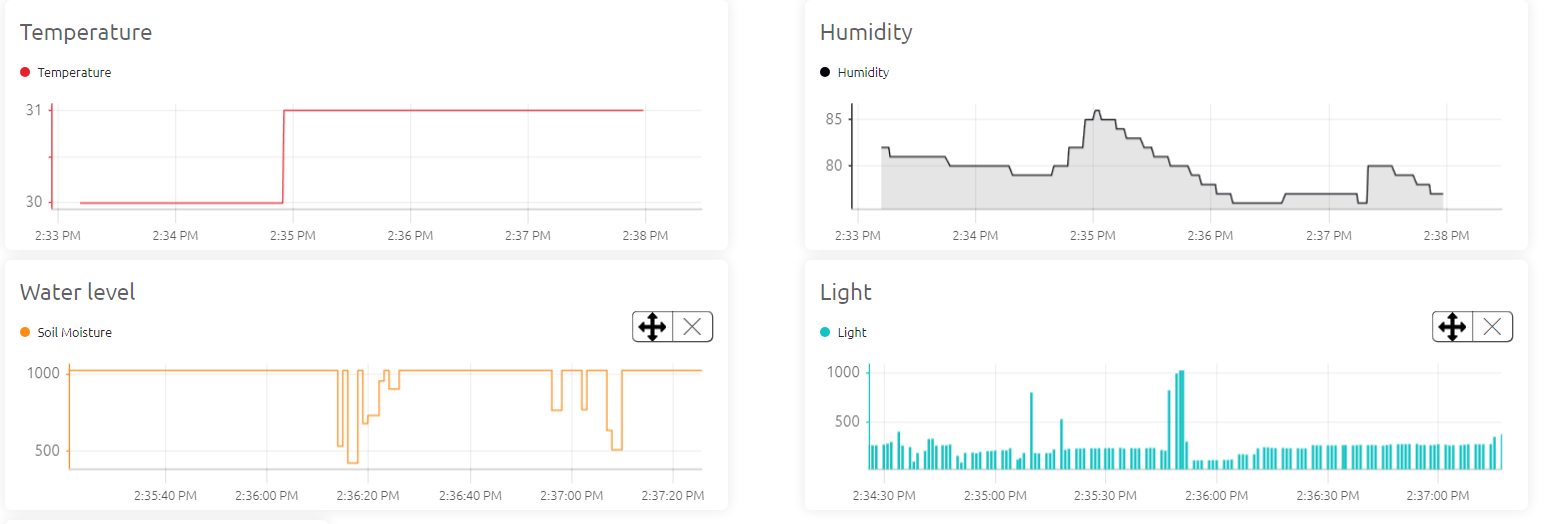 Temperature
Temperature
31
30
2:33 PM 2:34 PM 2:35 PM 2:36 PM 2:37 PM 2:38 PM
Humidity
Humidity
85
80
2:33 PM 2:34 PM 2:35 PM 2:36 PM 2:37 PM 2:38 PM
Water level
Soil Moisture
1000
500
2:35:40 PM 2:36:00 PM 2:36:20 PM 2:36:40 PM 2:37:00 PM 2:37:20 PM
Light
Light
1000
500
2:34:30 PM 2:35:00 PM 2:35:30 PM 2:36:00 PM 2:36:30 PM 2:37:00 PM